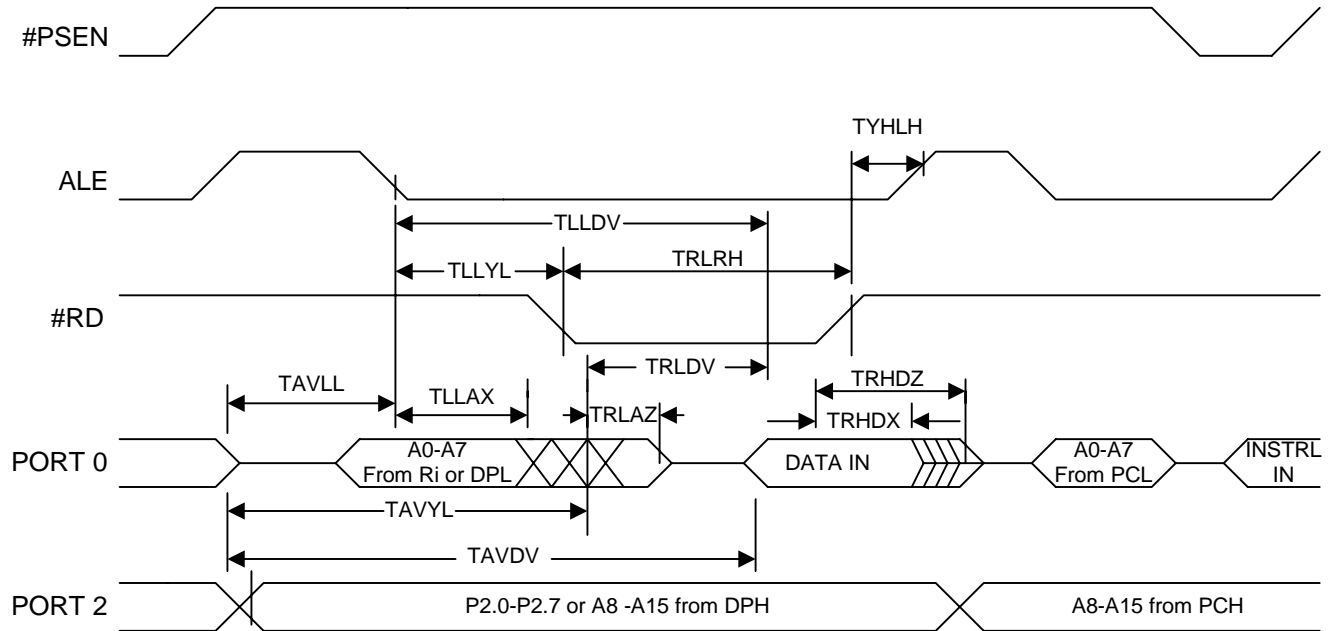 #PSEN
TYHLH
ALE
TLLDV
TLLYL
TRLRH
#RD
TRLDV
TAVLL
TLLAX
TRLAZ
TRHDZ
TRHDX
PORT 0
A0-A7
From Ri or DPL
DATA IN
A0-A7
From PCL
INSTRL
IN
TAVYL
TAVDV
PORT 2
P2.0-P2.7 or A8 -A15 from DPH
A8-A15 from PCH